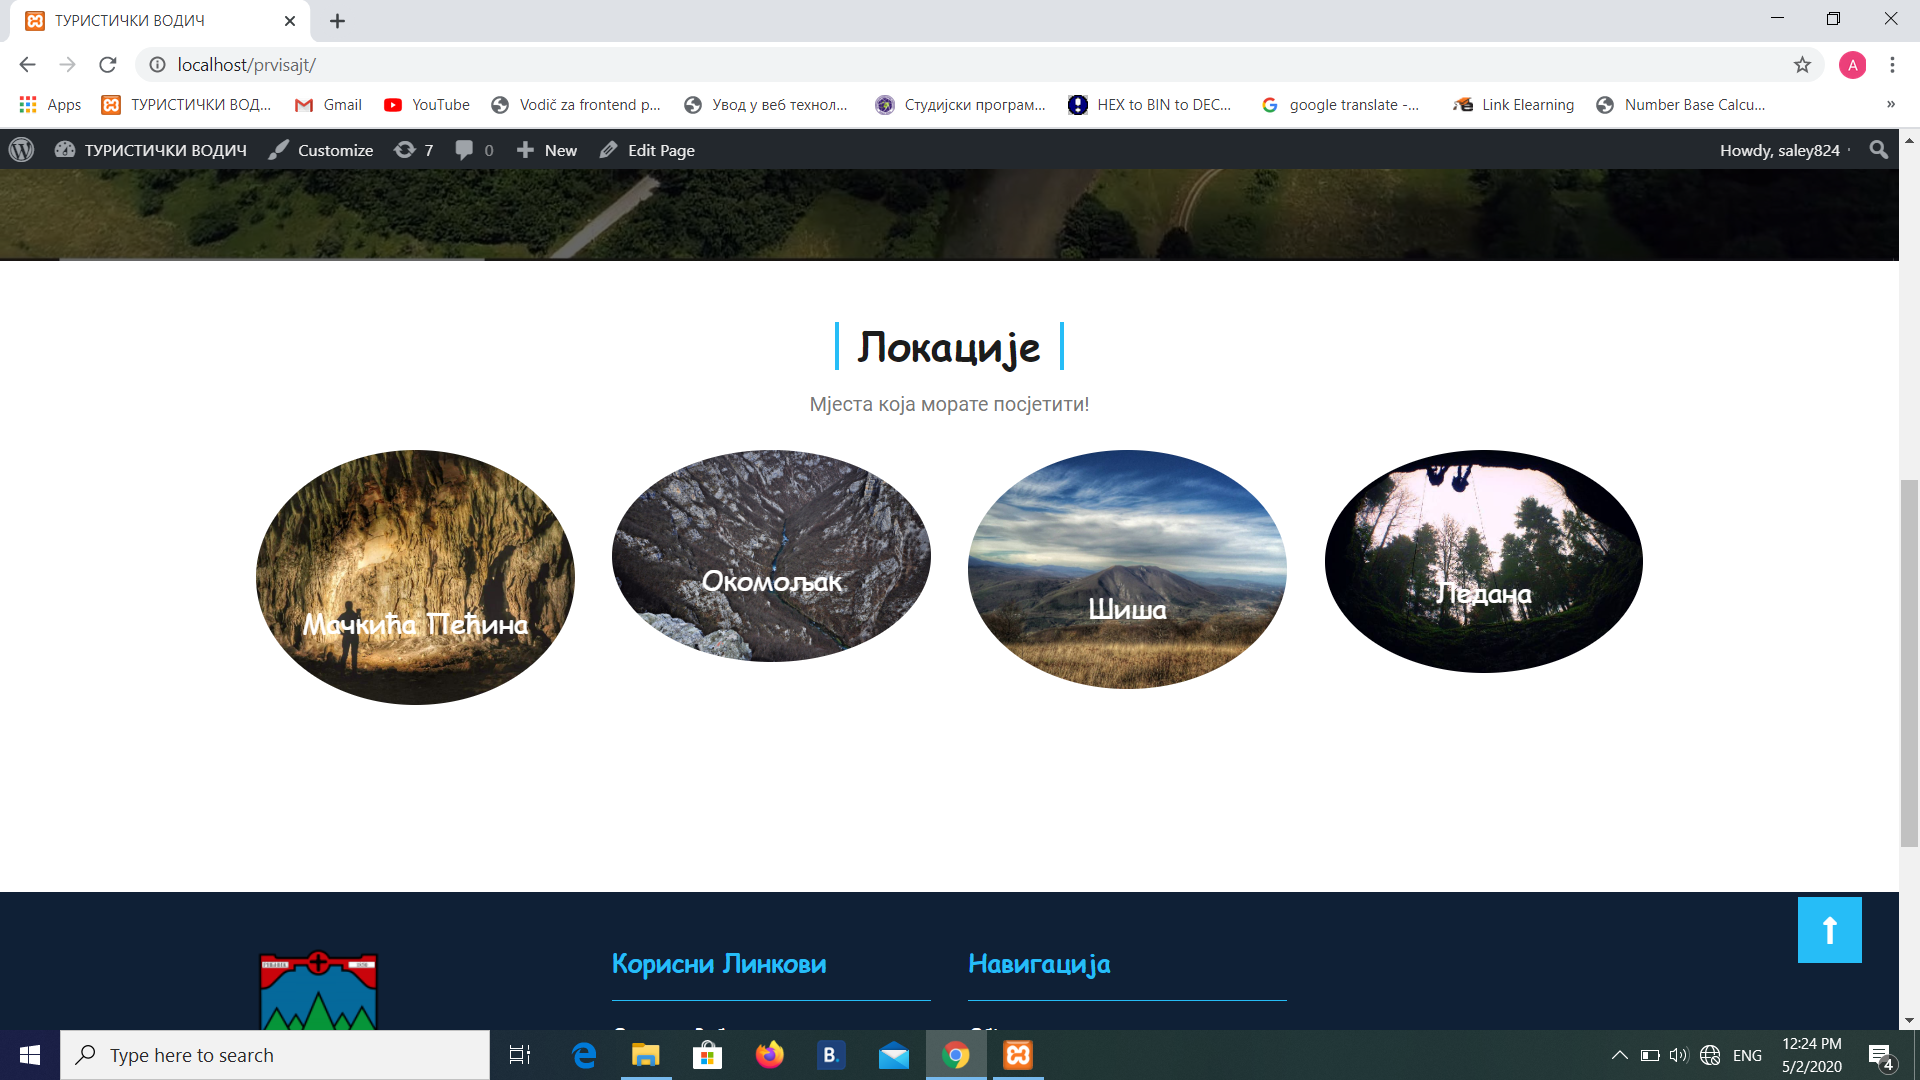 ТУРИСТИЧКИ ВОДИЧ
localhost/prvisajt/
A
Apps ТУРИСТИЧКИ ВОД... Gmail YouTube Vodič za frontend p... Увод у веб технол... Студијски програм... HEX to BIN to DEC... google translate -... Link Elearning Number Base Calcu... »
ТУРИСТИЧКИ ВОДИЧ Customize 7 0 New Edit Page Howdy, saley824
Локације
Мјеста која морате посјетити!
Мачкића Пећина
Окомољак
Шиша
Ледана
Корисни Линкови
Навигација
Type here to search
B.
ENG
12:24 PM
5/2/2020
4